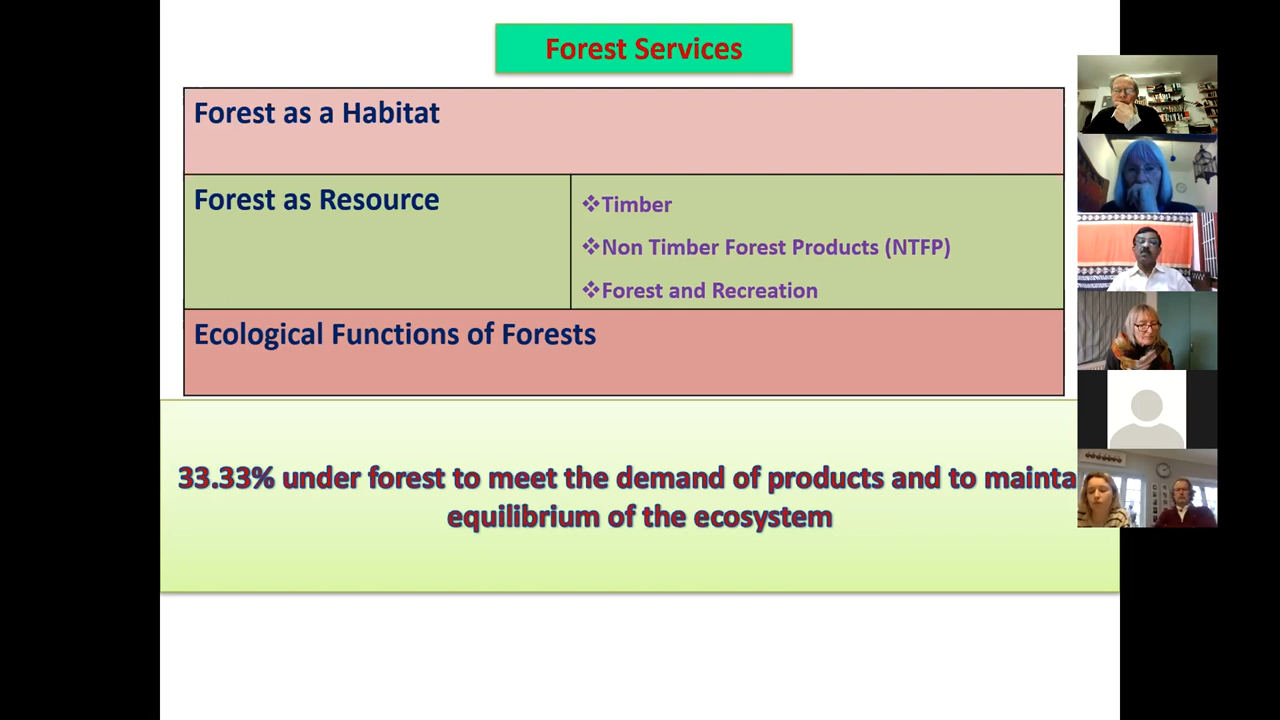 Forest Services
Forest as a Habitat
Forest as Resource
❖Timber
❖Non Timber Forest Products (NTFP)
❖Forest and Recreation
Ecological Functions of Forests
33.33% under forest to meet the demand of products and to mainta
equilibrium of the ecosystem